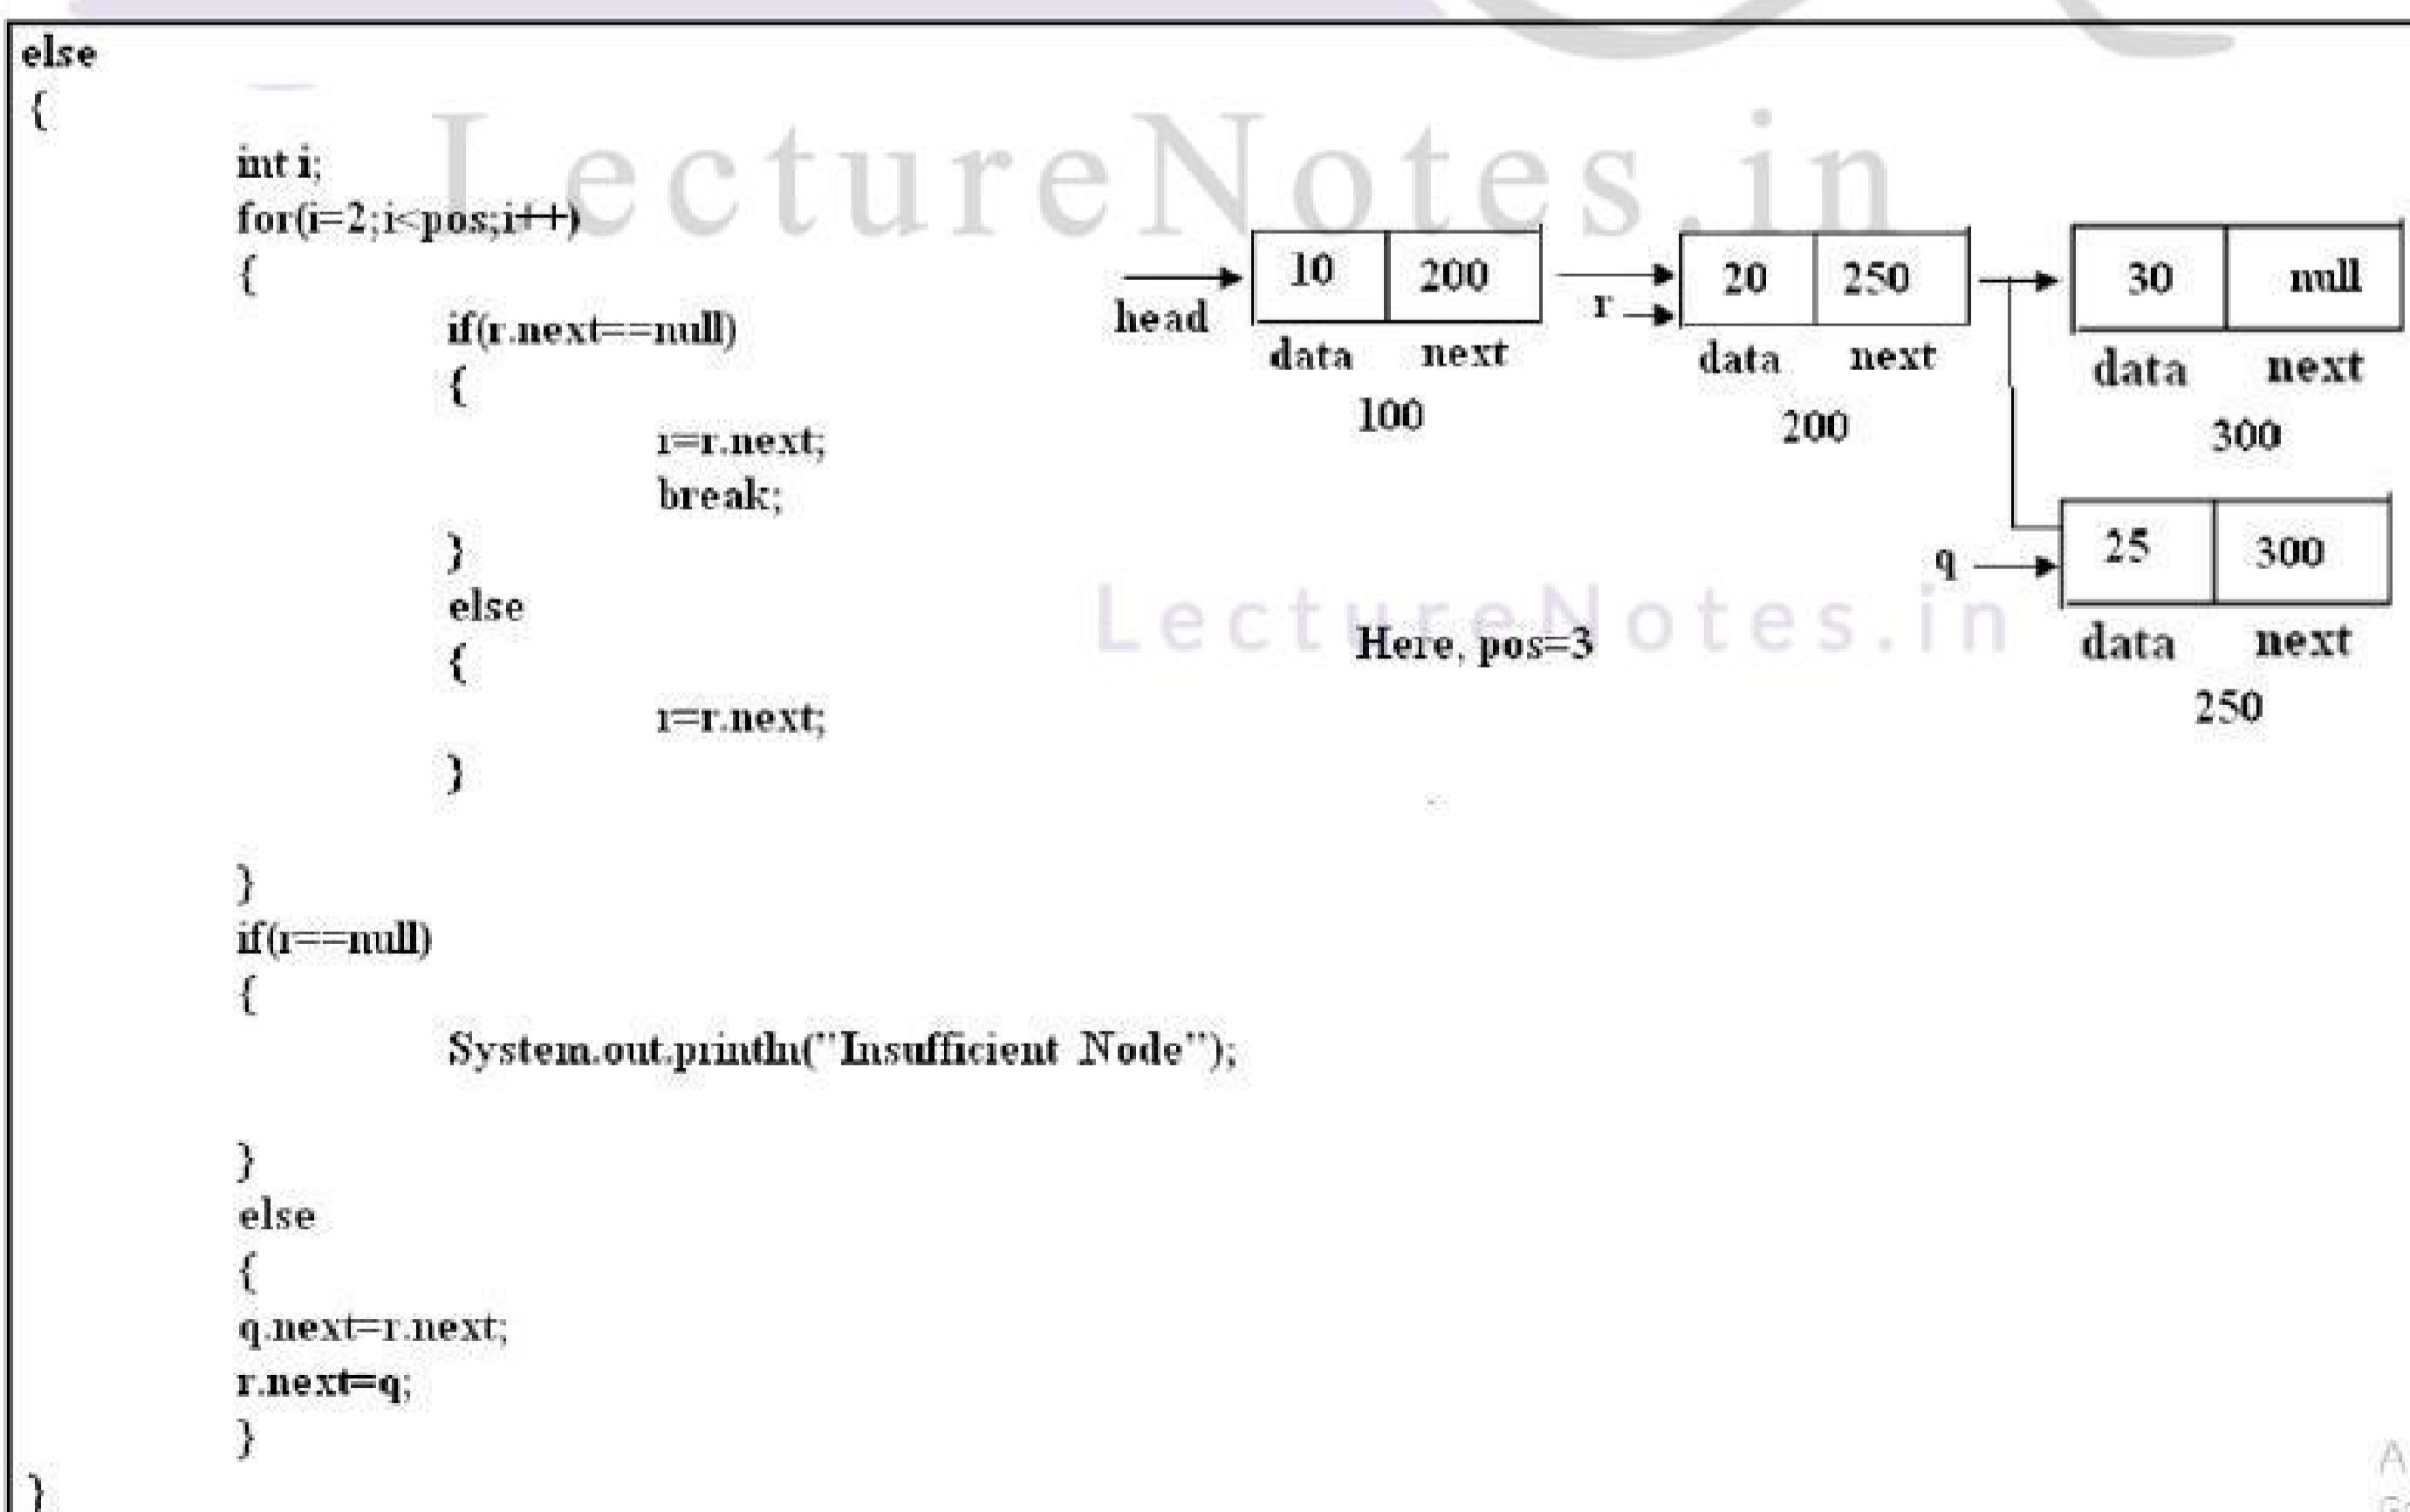 else
{
LectureNotes.in
int i;
for(i=2;i<pos;i++)
{
if(r.next==null)
{
r=r.next;
break;
}
else
{
r=r.next;
}
}
if(r==null)
{
System.out.println("Insufficient Node");
}
else
{
q.next=r.next;
r.next=q;
}
}
head
10 200
data next
100
r
20 250
data next
200
30 null
data next
300
q
25 300
data next
250
LectureNotes.in
Here, pos=3